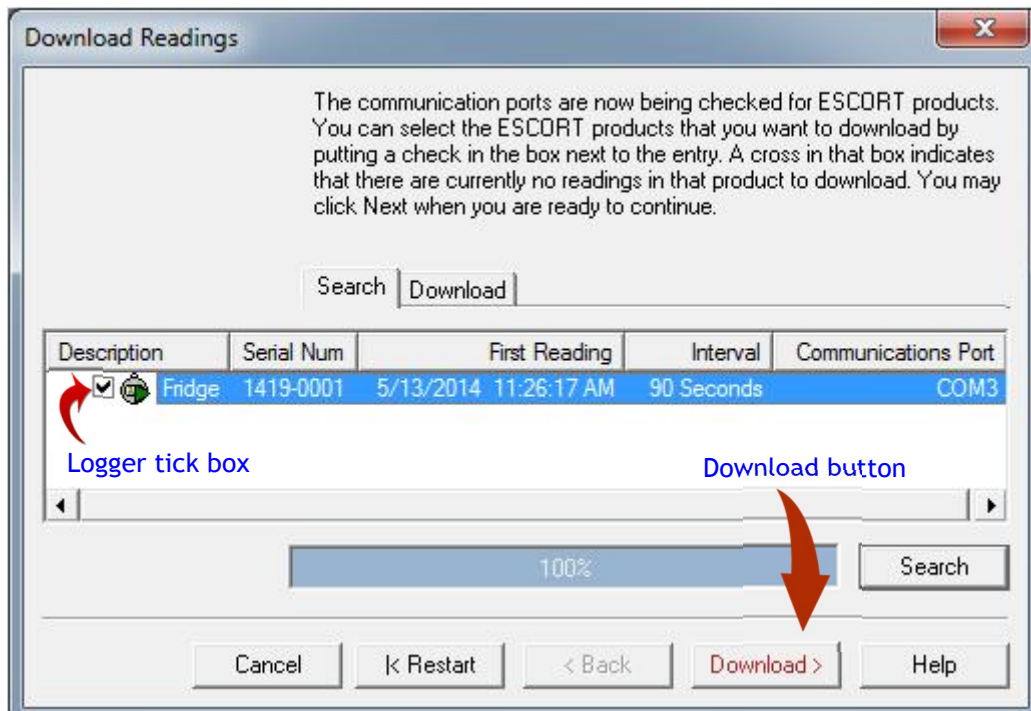 Download Readings
X
The communication ports are now being checked for ESCORT products.
You can select the ESCORT products that you want to download by
putting a check in the box next to the entry. A cross in that box indicates
that there are currently no readings in that product to download. You may
click Next when you are ready to continue.
Search Download
Description Serial Num First Reading Interval Communications Port
Fridge 1419-0001 5/13/2014 11:26:17 AM 90 Seconds COM3
Logger tick box
Download button
100%
Search
Cancel |< Restart < Back Download > Help